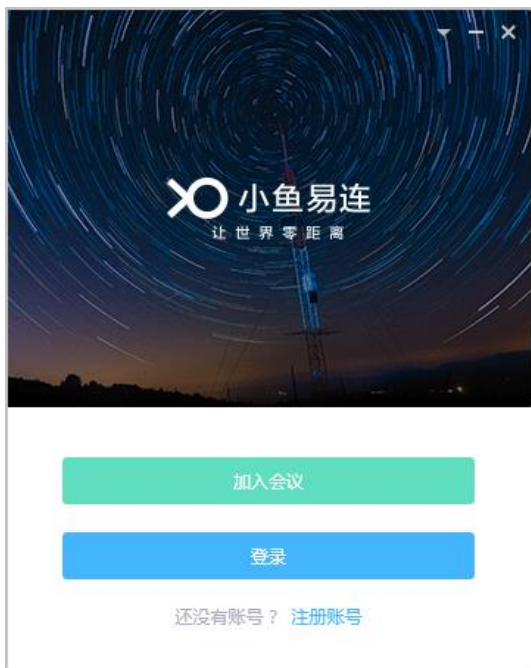 小鱼易连
让世界零距离
加入会议
登录
还没有账号？ 注册账号